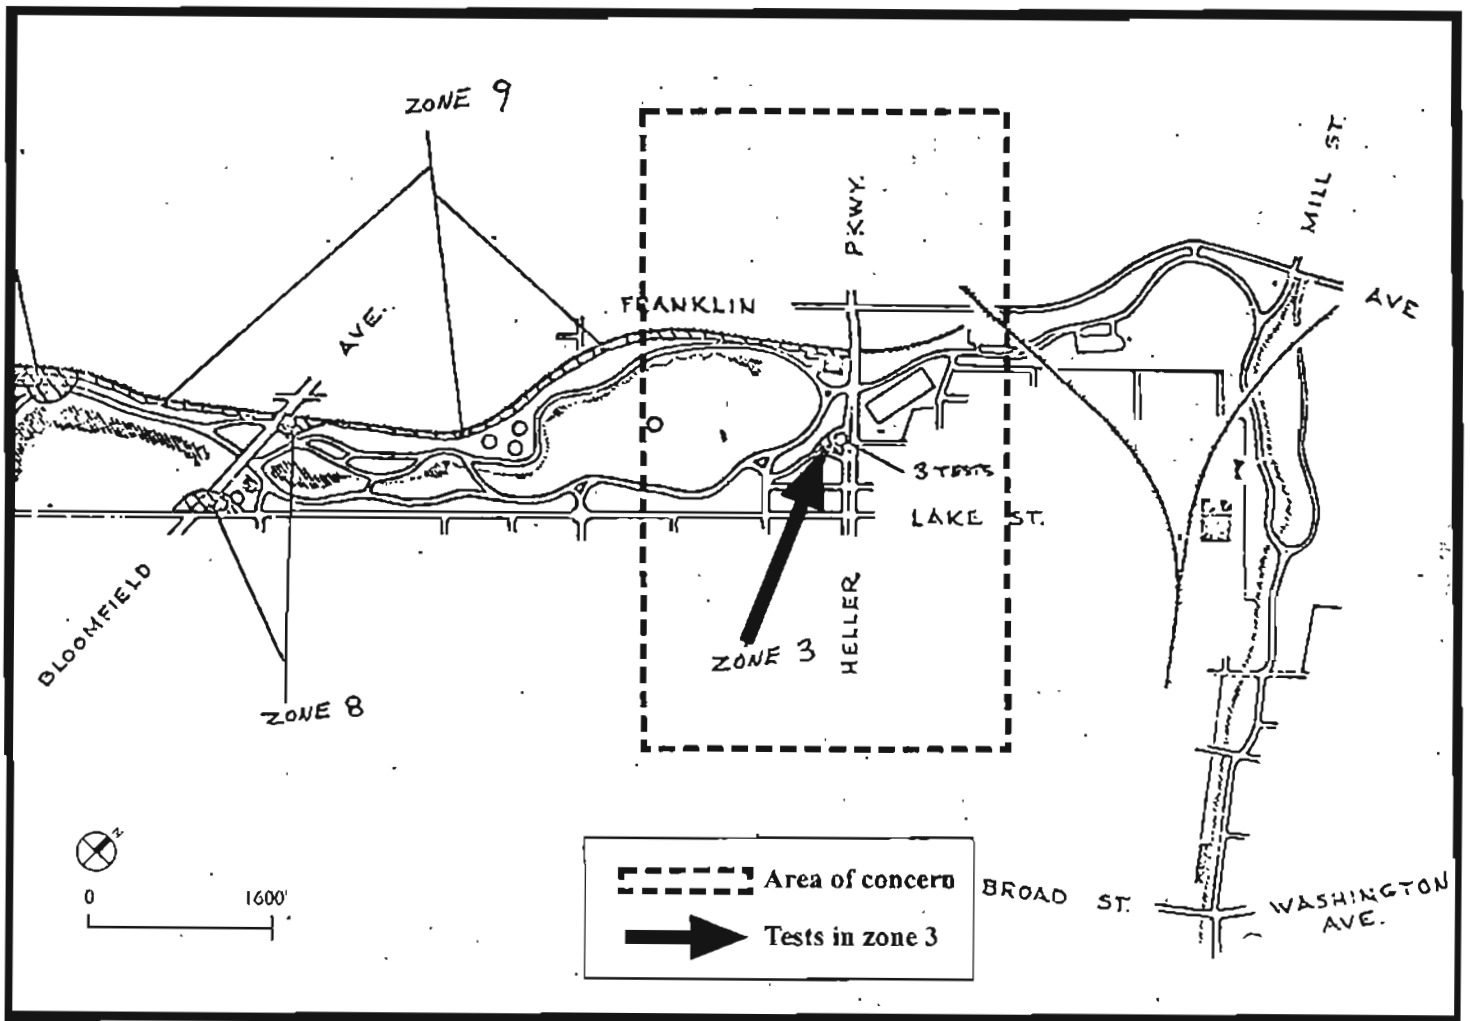 ZONE 9
MILL ST.
PKWY.
FRANKLIN
AVE
AVE.
3 TESTS
LAKE ST.
BLOOMFIELD
HELLER
ZONE 3
ZONE 8
N
0 1600'
Area of concern
Tests in zone 3
BROAD ST.
WASHINGTON
AVE.